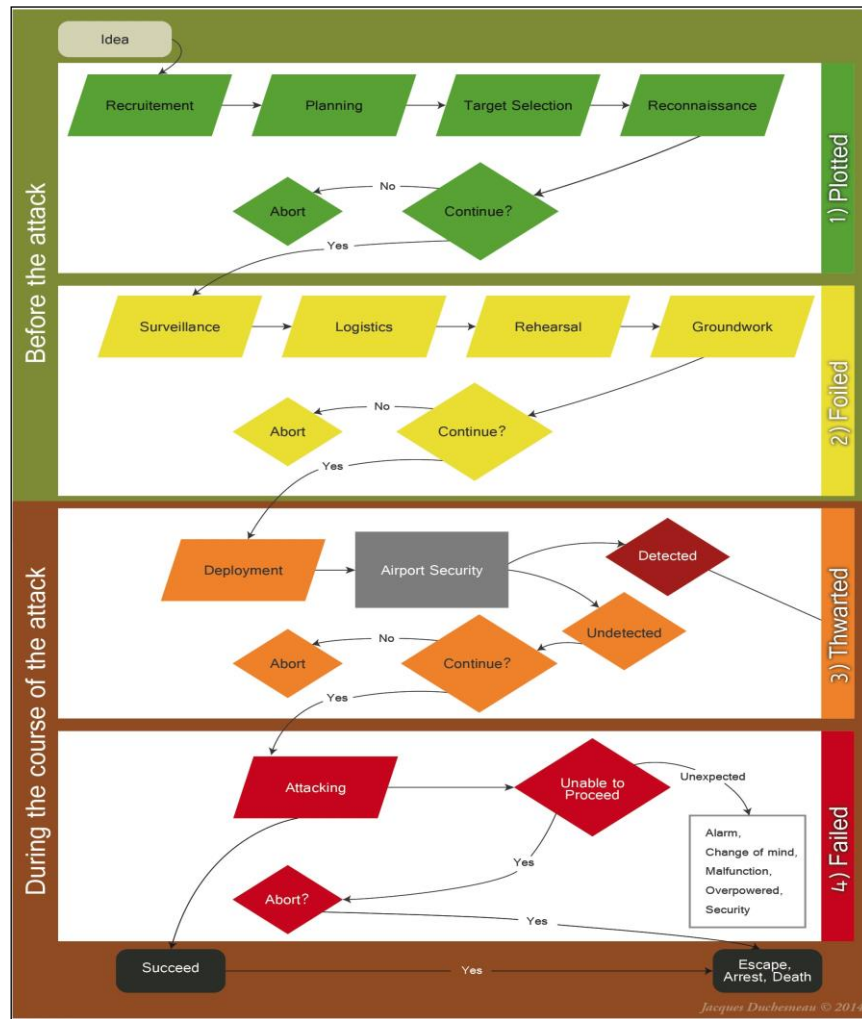 Idea
Before the attack
Recruitement
Planning
Target Selection
Reconnaissance
1) Plotted
No
Abort
Continue?
Yes
Surveillance
Logistics
Rehearsal
Groundwork
2) Foiled
No
Abort
Continue?
Yes
During the course of the attack
Deployment
Airport Security
Detected
Undetected
3) Thwarted
No
Abort
Continue?
Yes
Attacking
Unable to
Proceed
Unexpected
Alarm,
Change of mind,
Malfunction,
Overpowered,
Security
4) Failed
Yes
Abort?
Yes
Succeed
Yes
Escape,
Arrest, Death
Jacques Duchesneau © 2014